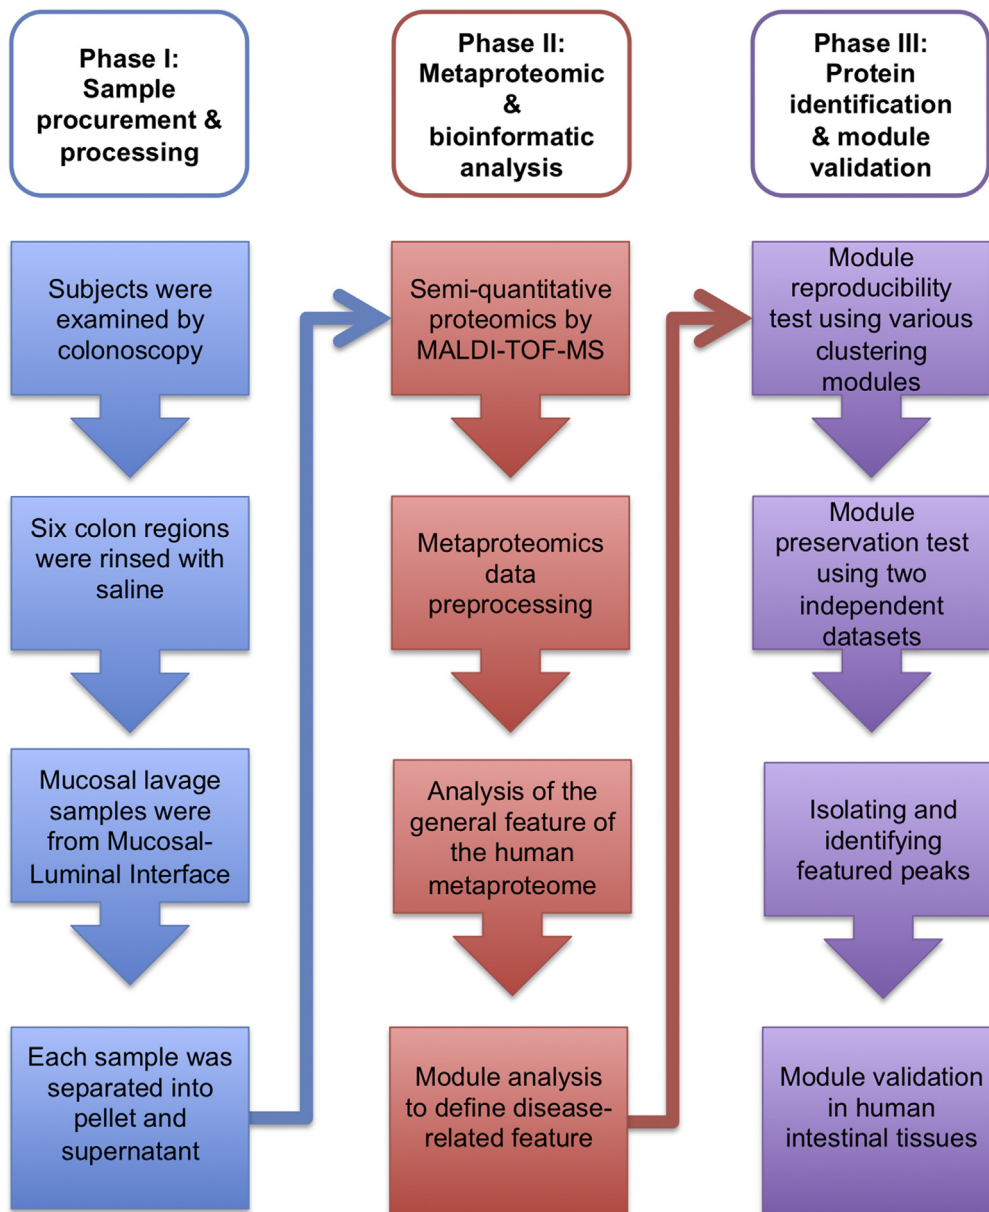 Phase I:
Sample
procurement &
processing
Subjects were
examined by
colonoscopy
Six colon regions
were rinsed with
saline
Mucosal lavage
samples were
from Mucosal-
Luminal Interface
Each sample was
separated into
pellet and
supernatant
Phase II:
Metaproteomic
&
bioinformatic
analysis
Semi-quantitative
proteomics by
MALDI-TOF-MS
Metaproteomics
data
preprocessing
Analysis of the
general feature of
the human
metaproteome
Module analysis
to define disease-
related feature
Phase III:
Protein
identification
& module
validation
Module
reproducibility
test using various
clustering
modules
Module
preservation test
using two
independent
datasets
Isolating and
identifying
featured peaks
Module validation
in human
intestinal tissues